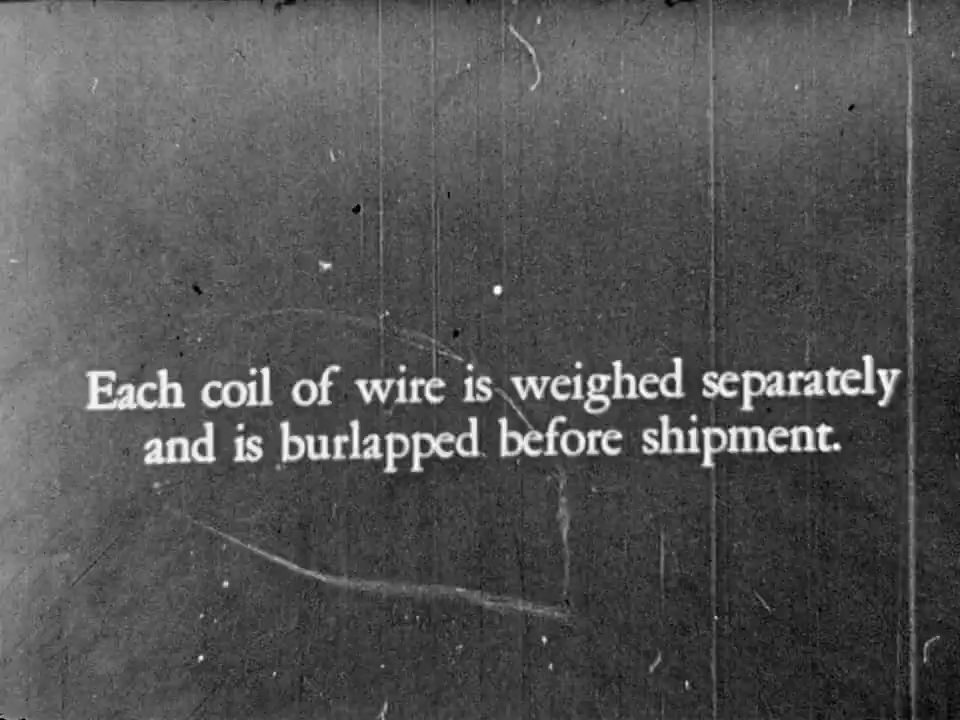 Each coil of wire is weighed separately
and is burlapped before shipment.